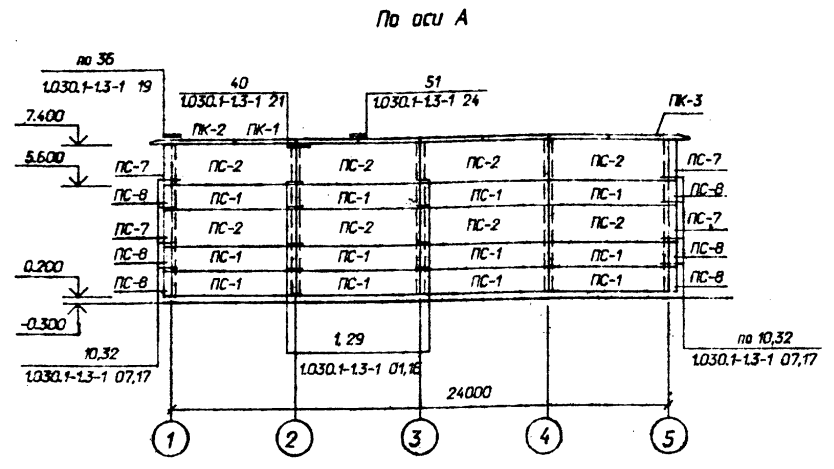 По оси А
по 36
1.030.1-1.3-1 19
40
1.030.1-1.3-1 21
51
1.030.1-1.3-1 24
ПК-3
7.400
ПК-2 ПК-1
5.600
ПС-7 ПС-2 ПС-2 ПС-2 ПС-2 ПС-7
ПС-8 ПС-1 ПС-1 ПС-1 ПС-1 ПС-8
ПС-7 ПС-2 ПС-2 ПС-2 ПС-2 ПС-7
ПС-8 ПС-1 ПС-1 ПС-1 ПС-1 ПС-8
0.200
ПС-8 ПС-1 ПС-1 ПС-1 ПС-1 ПС-8
-0.300
10,32
1.030.1-1.3-1 07,17
1, 29
1.030.1-1.3-1 01,16
по 10,32
1.030.1-1.3-1 07,17
24000
1 2 3 4 5